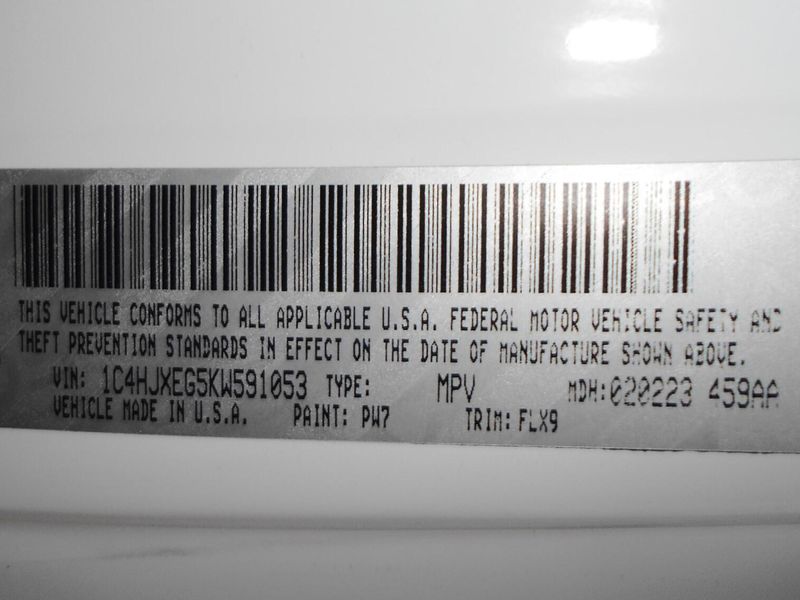 THIS VEHICLE CONFORMS TO ALL APPLICABLE U.S.A. FEDERAL MOTOR VEHICLE SAFETY AND
THEFT PREVENTION STANDARDS IN EFFECT ON THE DATE OF MANUFACTURE SHOWN ABOVE.
VIN: 1C4HJXEG5KW591053 TYPE: MPV MDH:020223 459AA
VEHICLE MADE IN U.S.A. PAINT: PW7 TRIM: FLX9